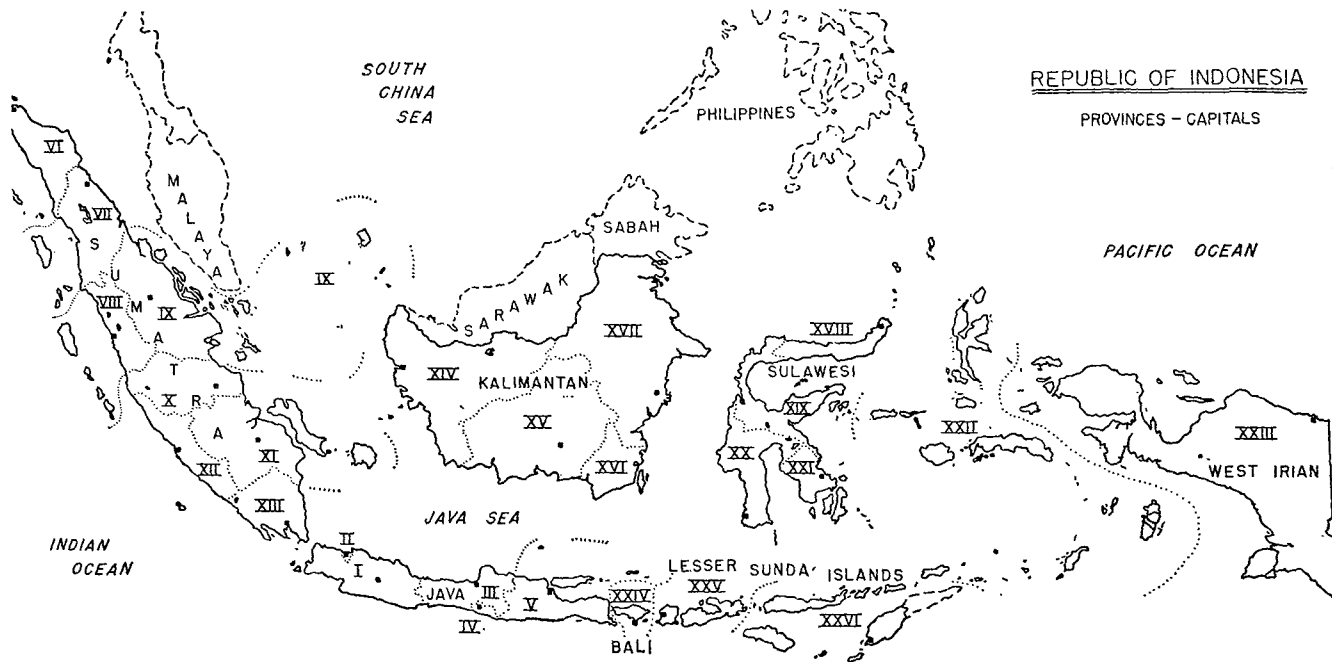 REPUBLIC OF INDONESIA
PROVINCES – CAPITALS
SOUTH
CHINA
SEA
PHILIPPINES
VI
MALAYA
VII
SABAH
PACIFIC OCEAN
SUMATRA
IX
VIII
IX
SARAWAK
XVII
XVIII
XIV
KALIMANTAN
SULAWESI
X
XV
XIX
XXII
XXIII
XI
XII
XVI
XX
XXI
WEST IRIAN
XIII
JAVA SEA
INDIAN
OCEAN
II
I
LESSER SUNDA ISLANDS
JAVA
III
V
XXIV
XXV
IV
XXVI
BALI